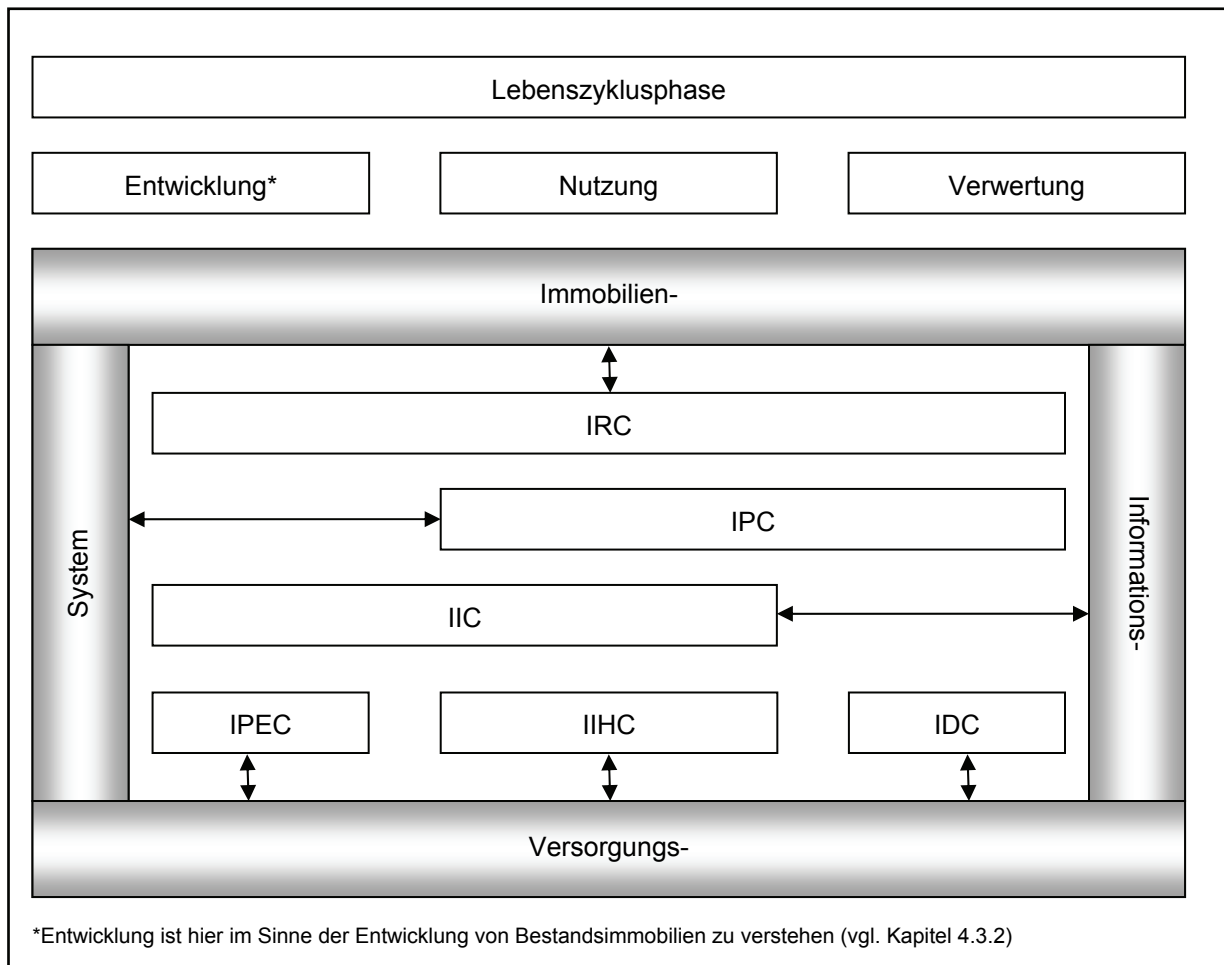 Lebenszyklusphase
Entwicklung*
Nutzung
Verwertung
Immobilien-
IRC
IPC
System
Informations-
IIC
IPEC
IIHC
IDC
Versorgungs-
*Entwicklung ist hier im Sinne der Entwicklung von Bestandsimmobilien zu verstehen (vgl. Kapitel 4.3.2)